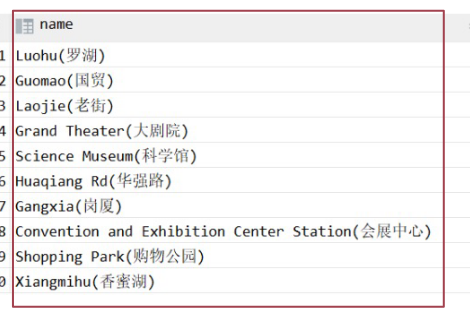 name
1 Luohu(罗湖)
2 Guomao(国贸)
3 Laojie(老街)
4 Grand Theater(大剧院)
5 Science Museum(科学馆)
6 Huaqiang Rd(华强路)
7 Gangxia(岗厦)
8 Convention and Exhibition Center Station(会展中心)
9 Shopping Park(购物公园)
0 Xiangmihu(香蜜湖)